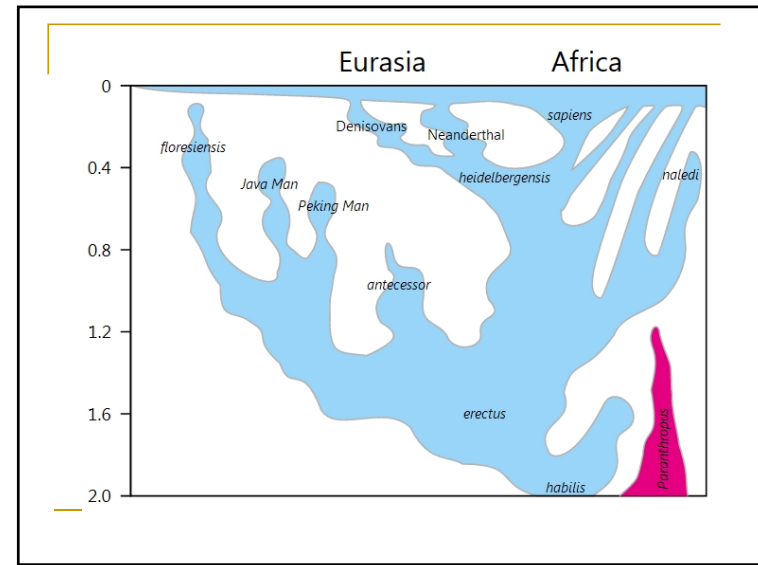 Eurasia Africa
0
sapiens
Denisovans
Neanderthal
floresiensis
0.4
heidelbergensis
naledi
Java Man
Peking Man
0.8
antecessor
1.2
erectus
1.6
Paranthropus
habilis
2.0